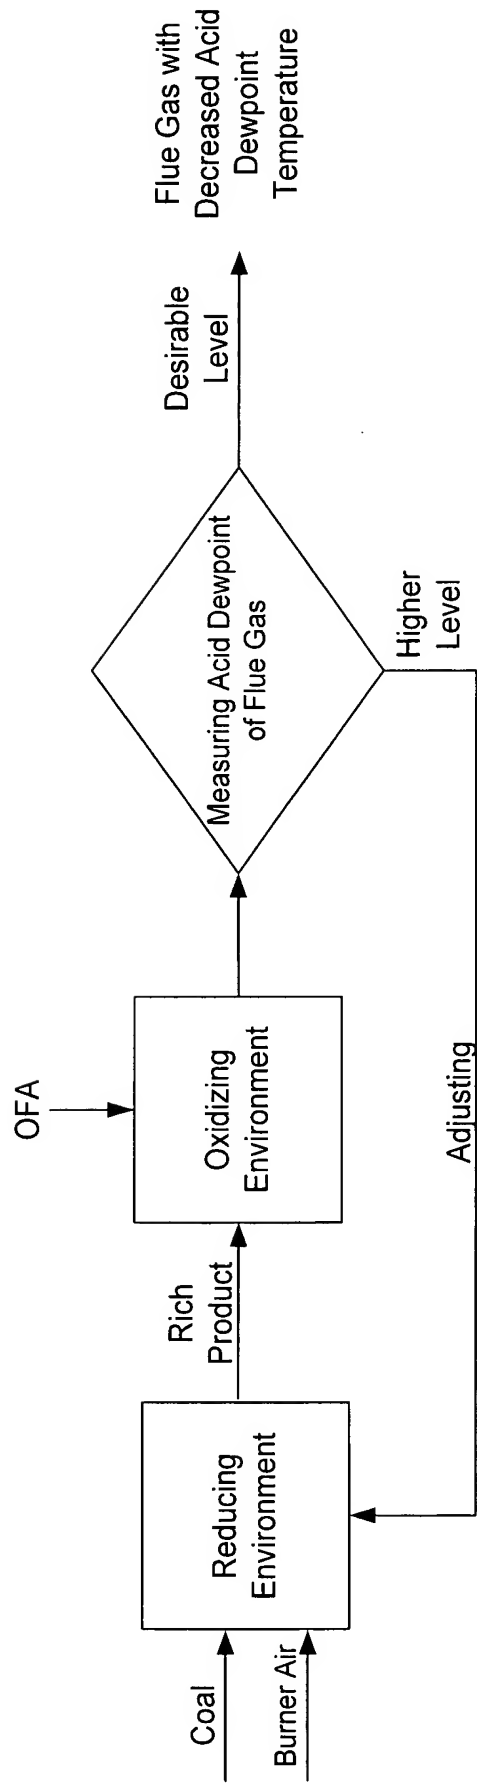 Coal
Burner Air
Reducing
Environment
Rich
Product
OFA
Oxidizing
Environment
Measuring Acid Dewpoint
of Flue Gas
Desirable
Level
Flue Gas with
Decreased Acid
Dewpoint
Temperature
Higher
Level
Adjusting